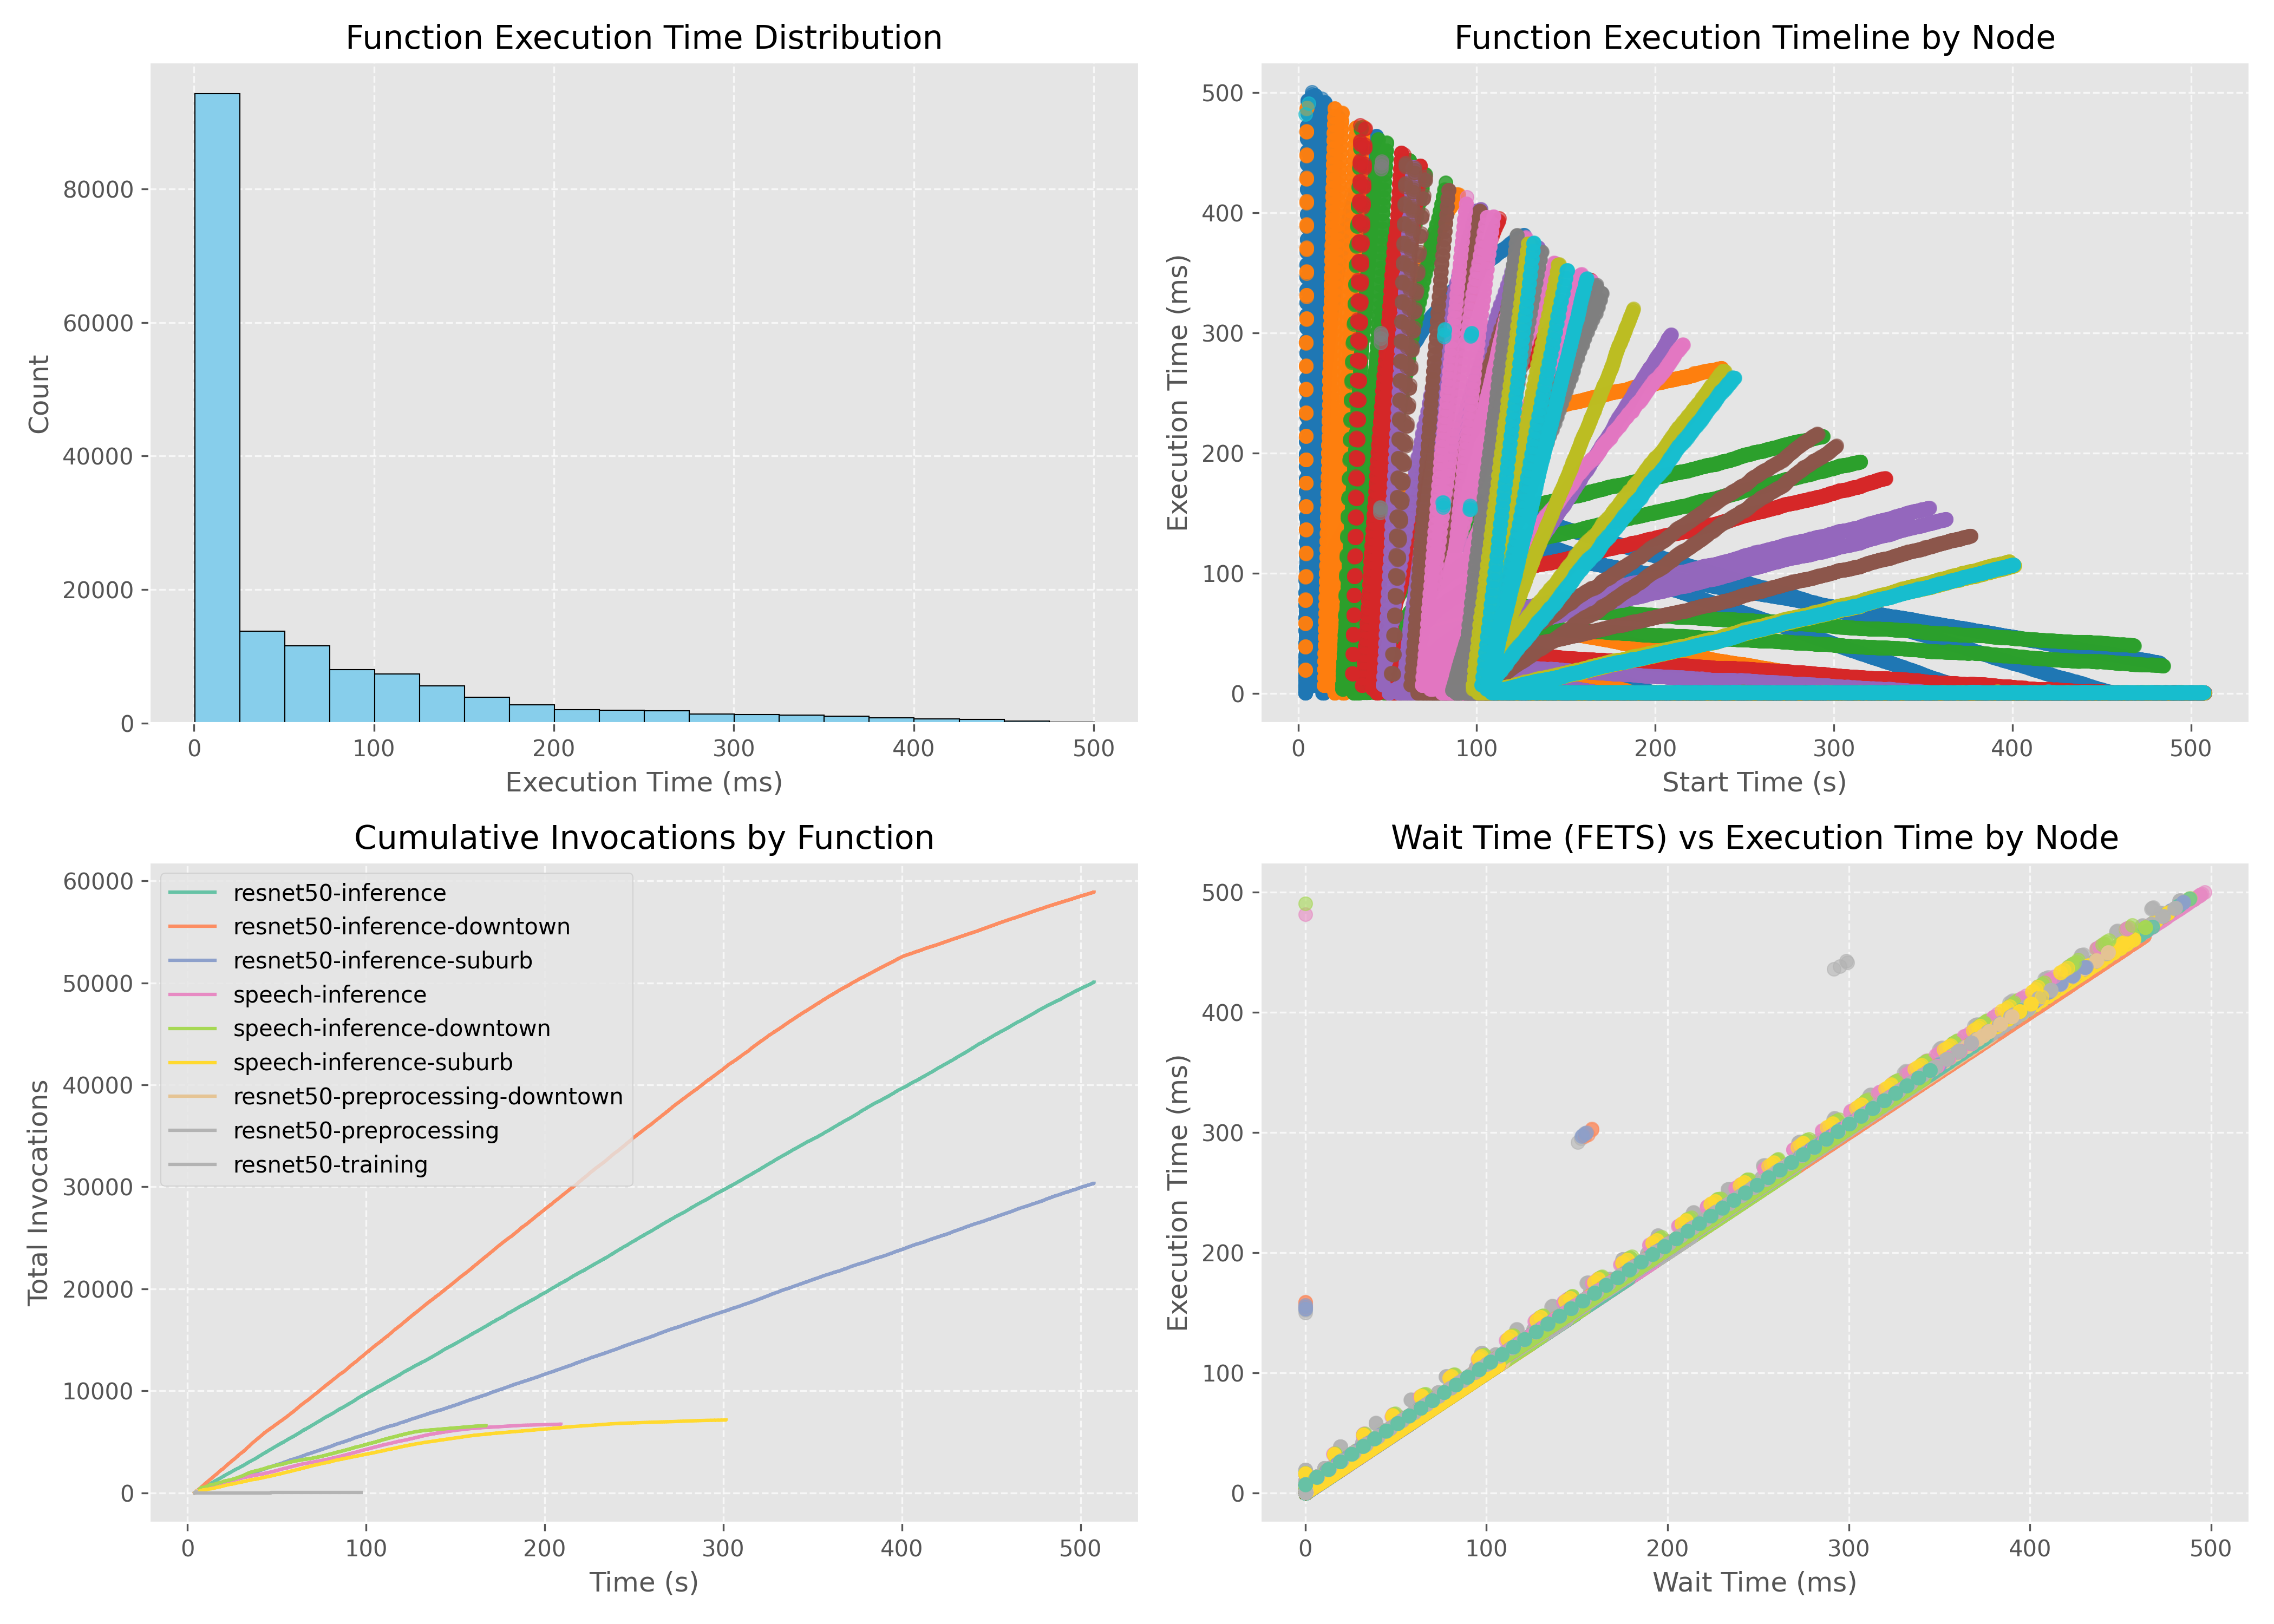 Function Execution Time Distribution
Count
80000
60000
40000
20000
0
0 100 200 300 400 500
Execution Time (ms)
Function Execution Timeline by Node
Execution Time (ms)
500
400
300
200
100
0
0 100 200 300 400 500
Start Time (s)
Cumulative Invocations by Function
Total Invocations
60000
50000
40000
30000
20000
10000
0
resnet50-inference
resnet50-inference-downtown
resnet50-inference-suburb
speech-inference
speech-inference-downtown
speech-inference-suburb
resnet50-preprocessing-downtown
resnet50-preprocessing
resnet50-training
0 100 200 300 400 500
Time (s)
Wait Time (FETS) vs Execution Time by Node
Execution Time (ms)
500
400
300
200
100
0
0 100 200 300 400 500
Wait Time (ms)